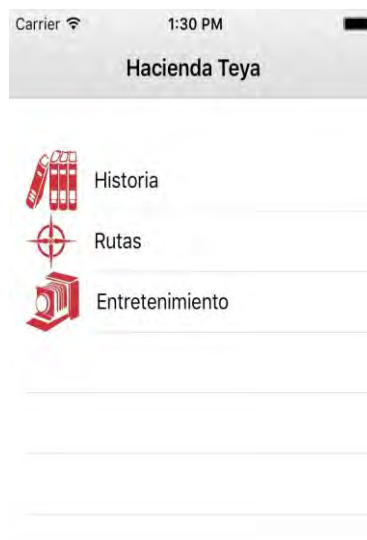 Carrier 1:30 PM
Hacienda Teya
Historia
Rutas
Entretenimiento